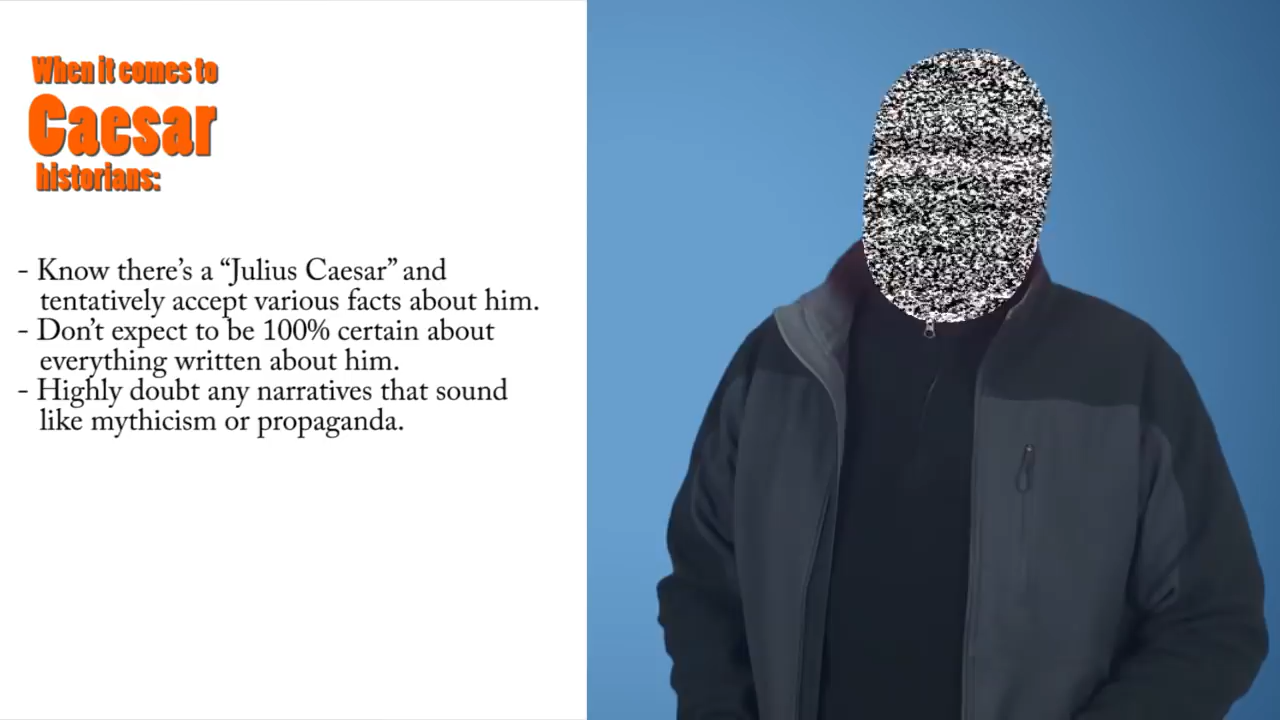 When it comes to
Caesar
historians:
- Know there's a “Julius Caesar” and
tentatively accept various facts about him.
- Don't expect to be 100% certain about
everything written about him.
- Highly doubt any narratives that sound
like mythicism or propaganda.